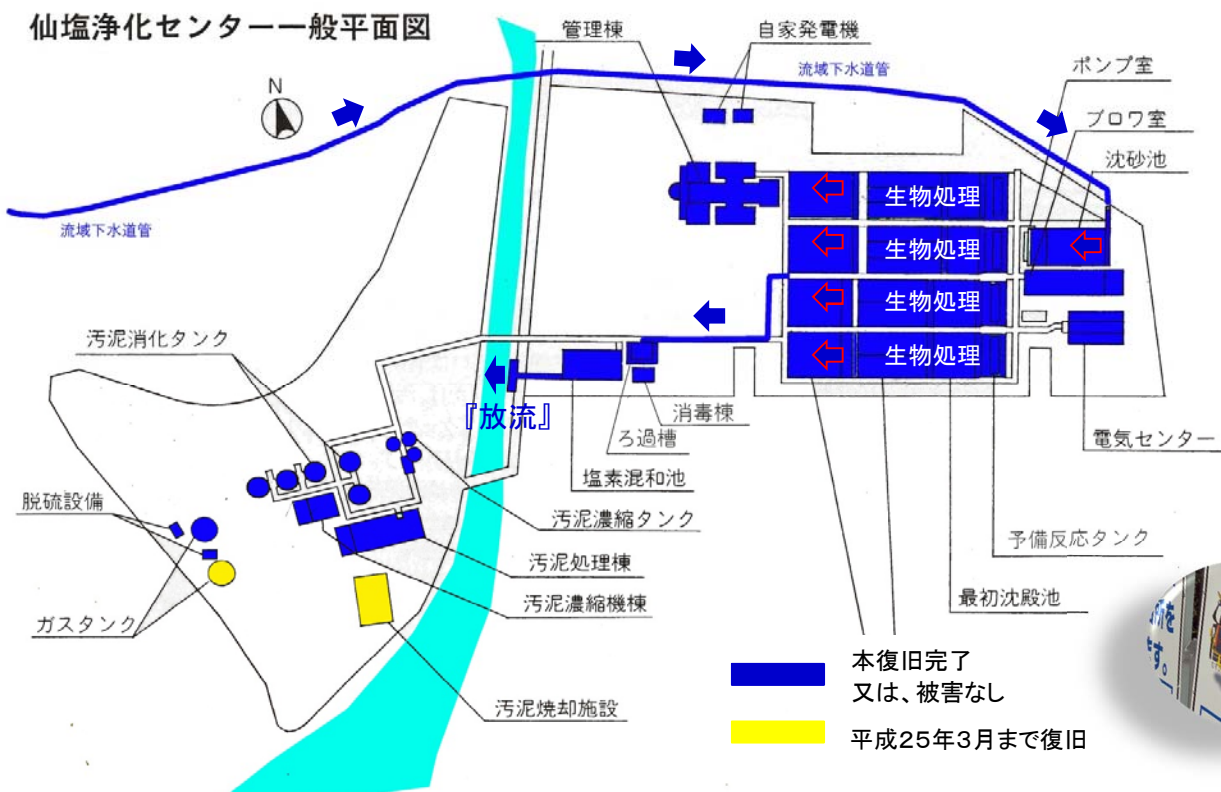 仙塩浄化センター一般平面図
管理棟
自家発電機
N
流域下水道管
ポンプ室
ブロワ室
沈砂池
流域下水道管
生物処理
生物処理
生物処理
生物処理
汚泥消化タンク
『放流』
消毒棟
ろ過槽
塩素混和池
電気センター
脱硫設備
汚泥濃縮タンク
予備反応タンク
汚泥処理棟
最初沈殿池
汚泥濃縮機棟
ガスタンク
汚泥焼却施設
本復旧完了
又は、被害なし
平成25年3月まで復旧
を
す。